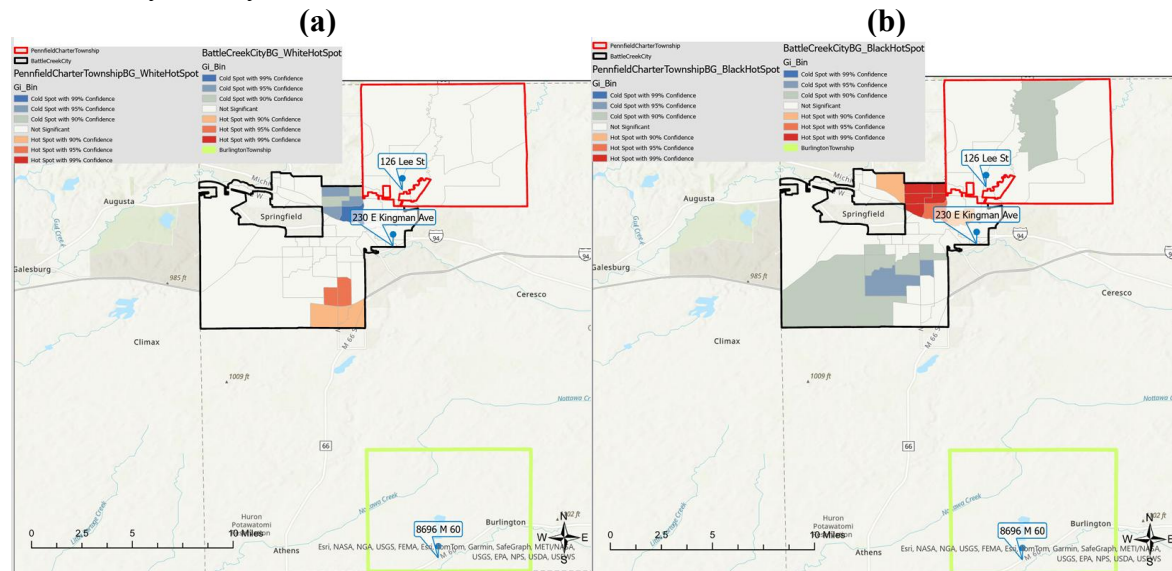 (a)
PennfieldCharterTownship
BattleCreekCity
PennfieldCharterTownshipBG_WhiteHotSpot
Gi_Bin
Cold Spot with 99% Confidence
Cold Spot with 95% Confidence
Cold Spot with 90% Confidence
Not Significant
Hot Spot with 90% Confidence
Hot Spot with 95% Confidence
Hot Spot with 99% Confidence
BattleCreekCityBG_WhiteHotSpot
Gi_Bin
Cold Spot with 99% Confidence
Cold Spot with 95% Confidence
Cold Spot with 90% Confidence
Not Significant
Hot Spot with 90% Confidence
Hot Spot with 95% Confidence
Hot Spot with 99% Confidence
BurlingtonTownship
126 Lee St
Augusta
Springfield
230 E Kingman Ave
94
Galesburg
985 ft
Ceresco
Climax
M 66
1009 ft
Nottawa Creek
66
Nottawa Creek
Huron
Potawatomi
8696 M 60
Burlington
N
W E
S
0 5 10 Miles
Athens
Esri, NASA, NGA, USGS, FEMA, Garmin, SafeGraph, METI/NASA,
USGS, EPA, NPS, USDA, USFWS
(b)
PennfieldCharterTownship
BattleCreekCity
PennfieldCharterTownshipBG_BlackHotSpot
Gi_Bin
Cold Spot with 99% Confidence
Cold Spot with 95% Confidence
Cold Spot with 90% Confidence
Not Significant
Hot Spot with 90% Confidence
Hot Spot with 95% Confidence
Hot Spot with 99% Confidence
BattleCreekCityBG_BlackHotSpot
Gi_Bin
Cold Spot with 99% Confidence
Cold Spot with 95% Confidence
Cold Spot with 90% Confidence
Not Significant
Hot Spot with 90% Confidence
Hot Spot with 95% Confidence
Hot Spot with 99% Confidence
BurlingtonTownship
126 Lee St
Augusta
Springfield
230 E Kingman Ave
94
Galesburg
985 ft
Ceresco
Climax
M 66
1009 ft
Nottawa Creek
66
Nottawa Creek
Huron
Potawatomi
8696 M 60
Burlington
N
W E
S
0 5 10 Miles
Athens
Esri, NASA, NGA, USGS, FEMA, Garmin, SafeGraph, METI/NASA,
USGS, EPA, NPS, USDA, USFWS